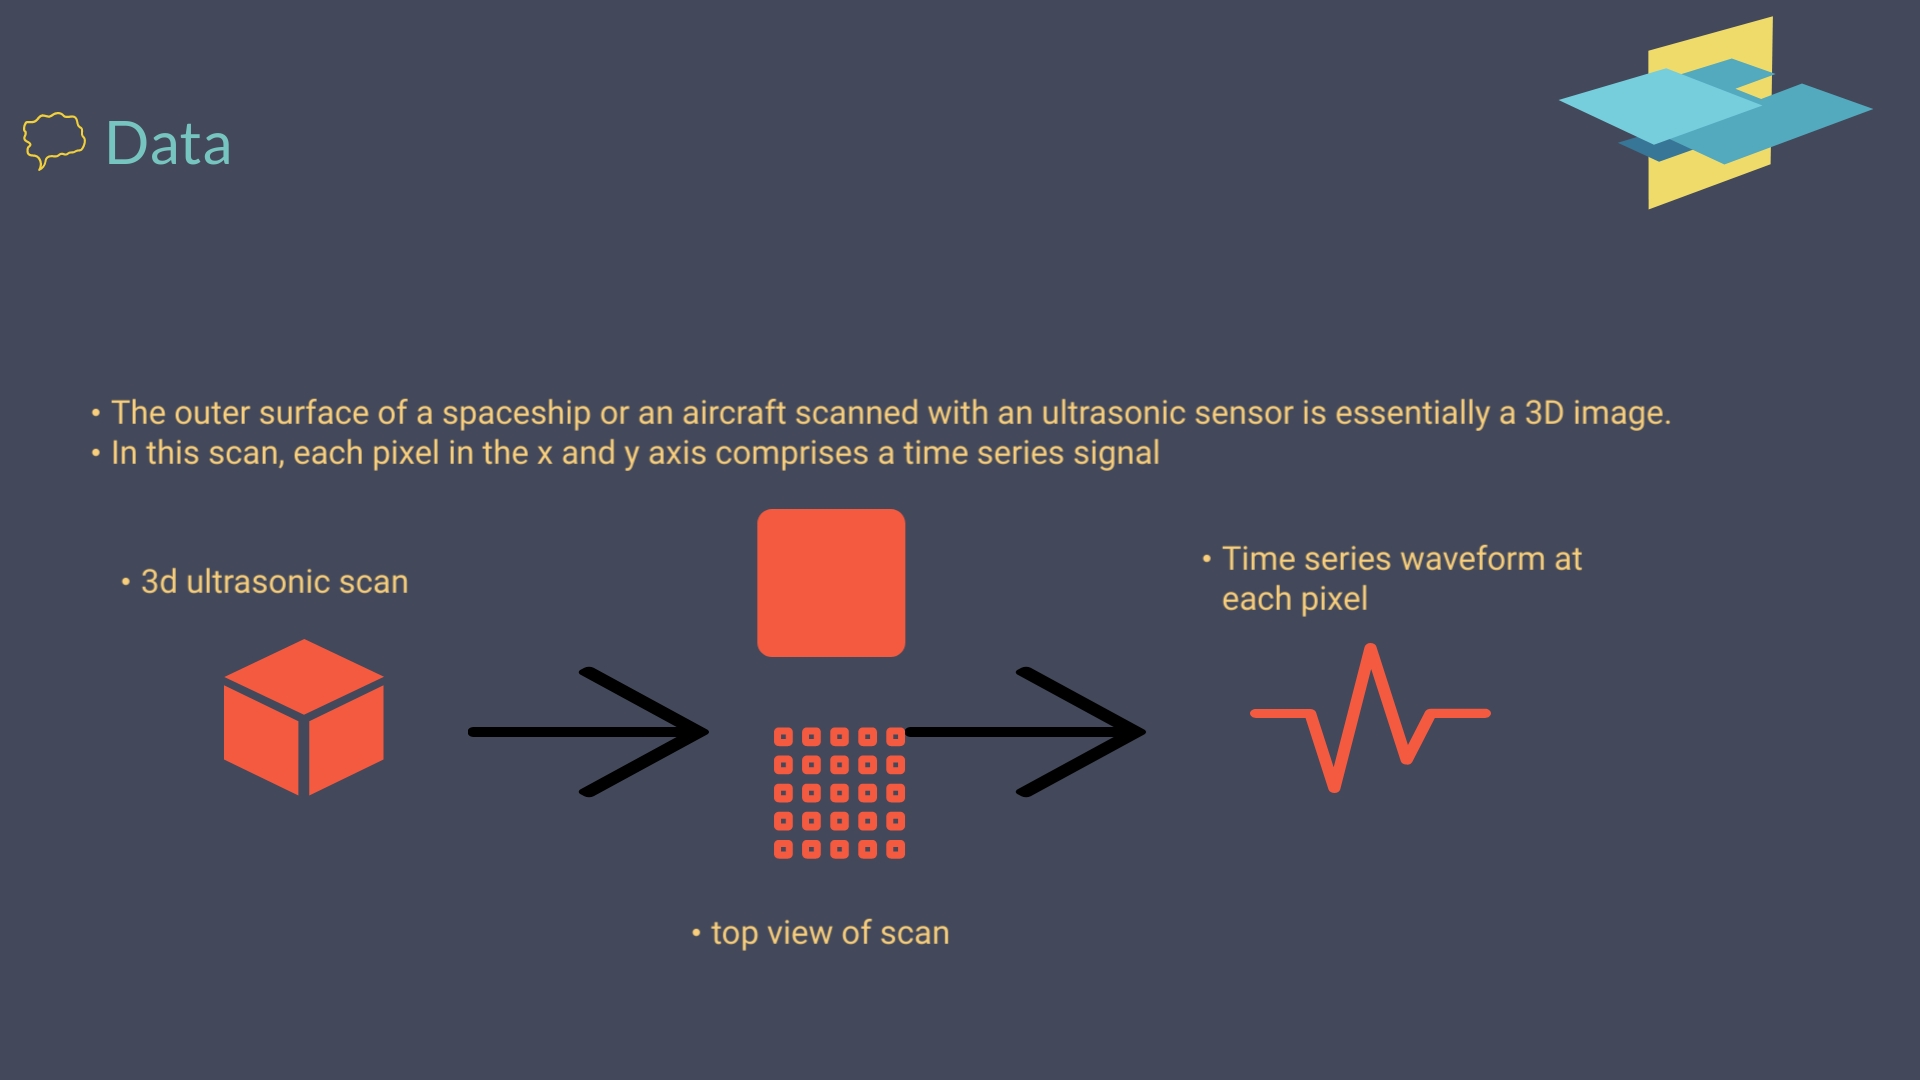 Data
• The outer surface of a spaceship or an aircraft scanned with an ultrasonic sensor is essentially a 3D image.
• In this scan, each pixel in the x and y axis comprises a time series signal
• 3d ultrasonic scan
• Time series waveform at
each pixel
• top view of scan